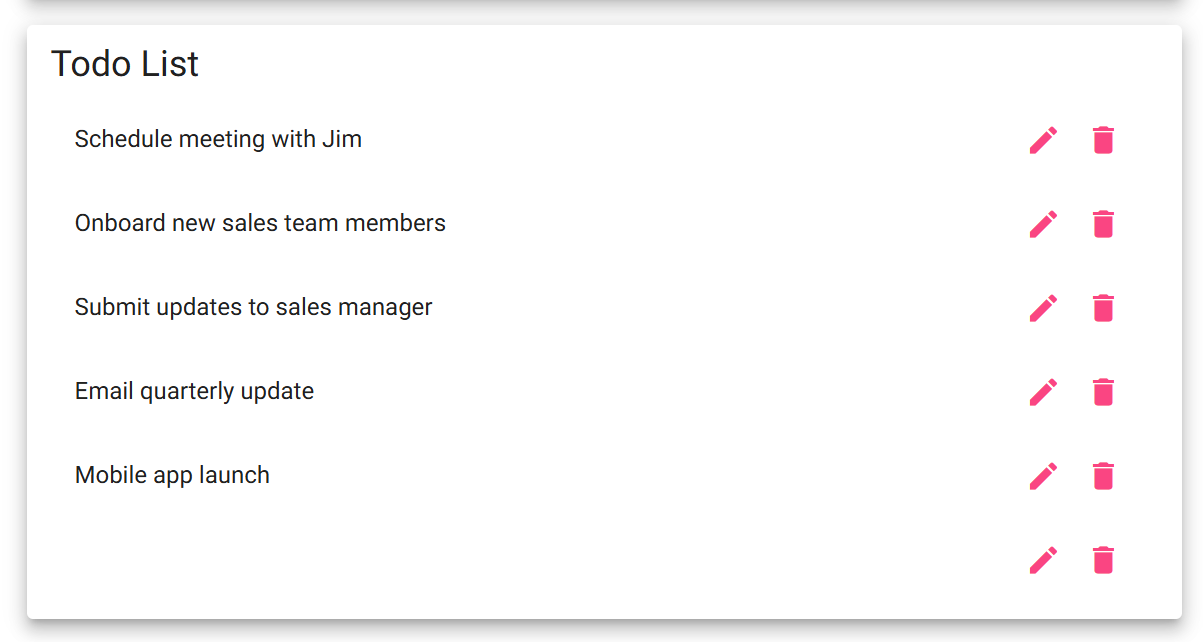 Todo List
Schedule meeting with Jim
Onboard new sales team members
Submit updates to sales manager
Email quarterly update
Mobile app launch